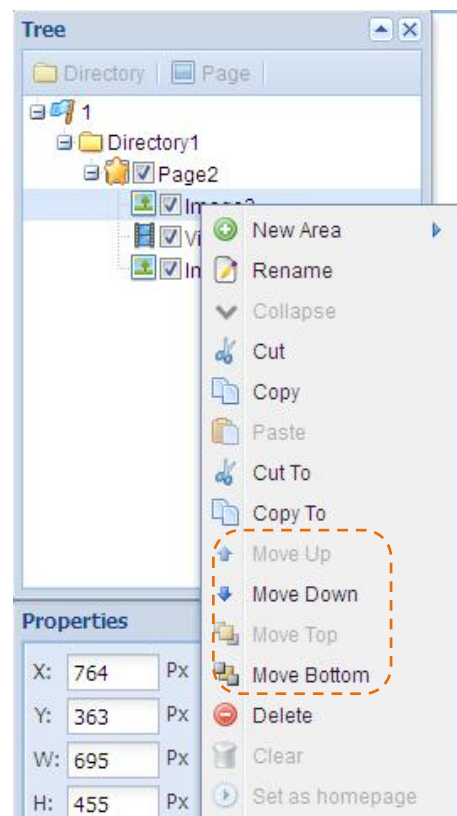 Tree
Directory Page
1
Directory1
Page2
New Area
Rename
Collapse
Cut
Copy
Paste
Cut To
Copy To
Move Up
Move Down
Move Top
Move Bottom
Delete
Clear
Set as homepage
Properties
X: 764 Px
Y: 363 Px
W: 695 Px
H: 455 Px